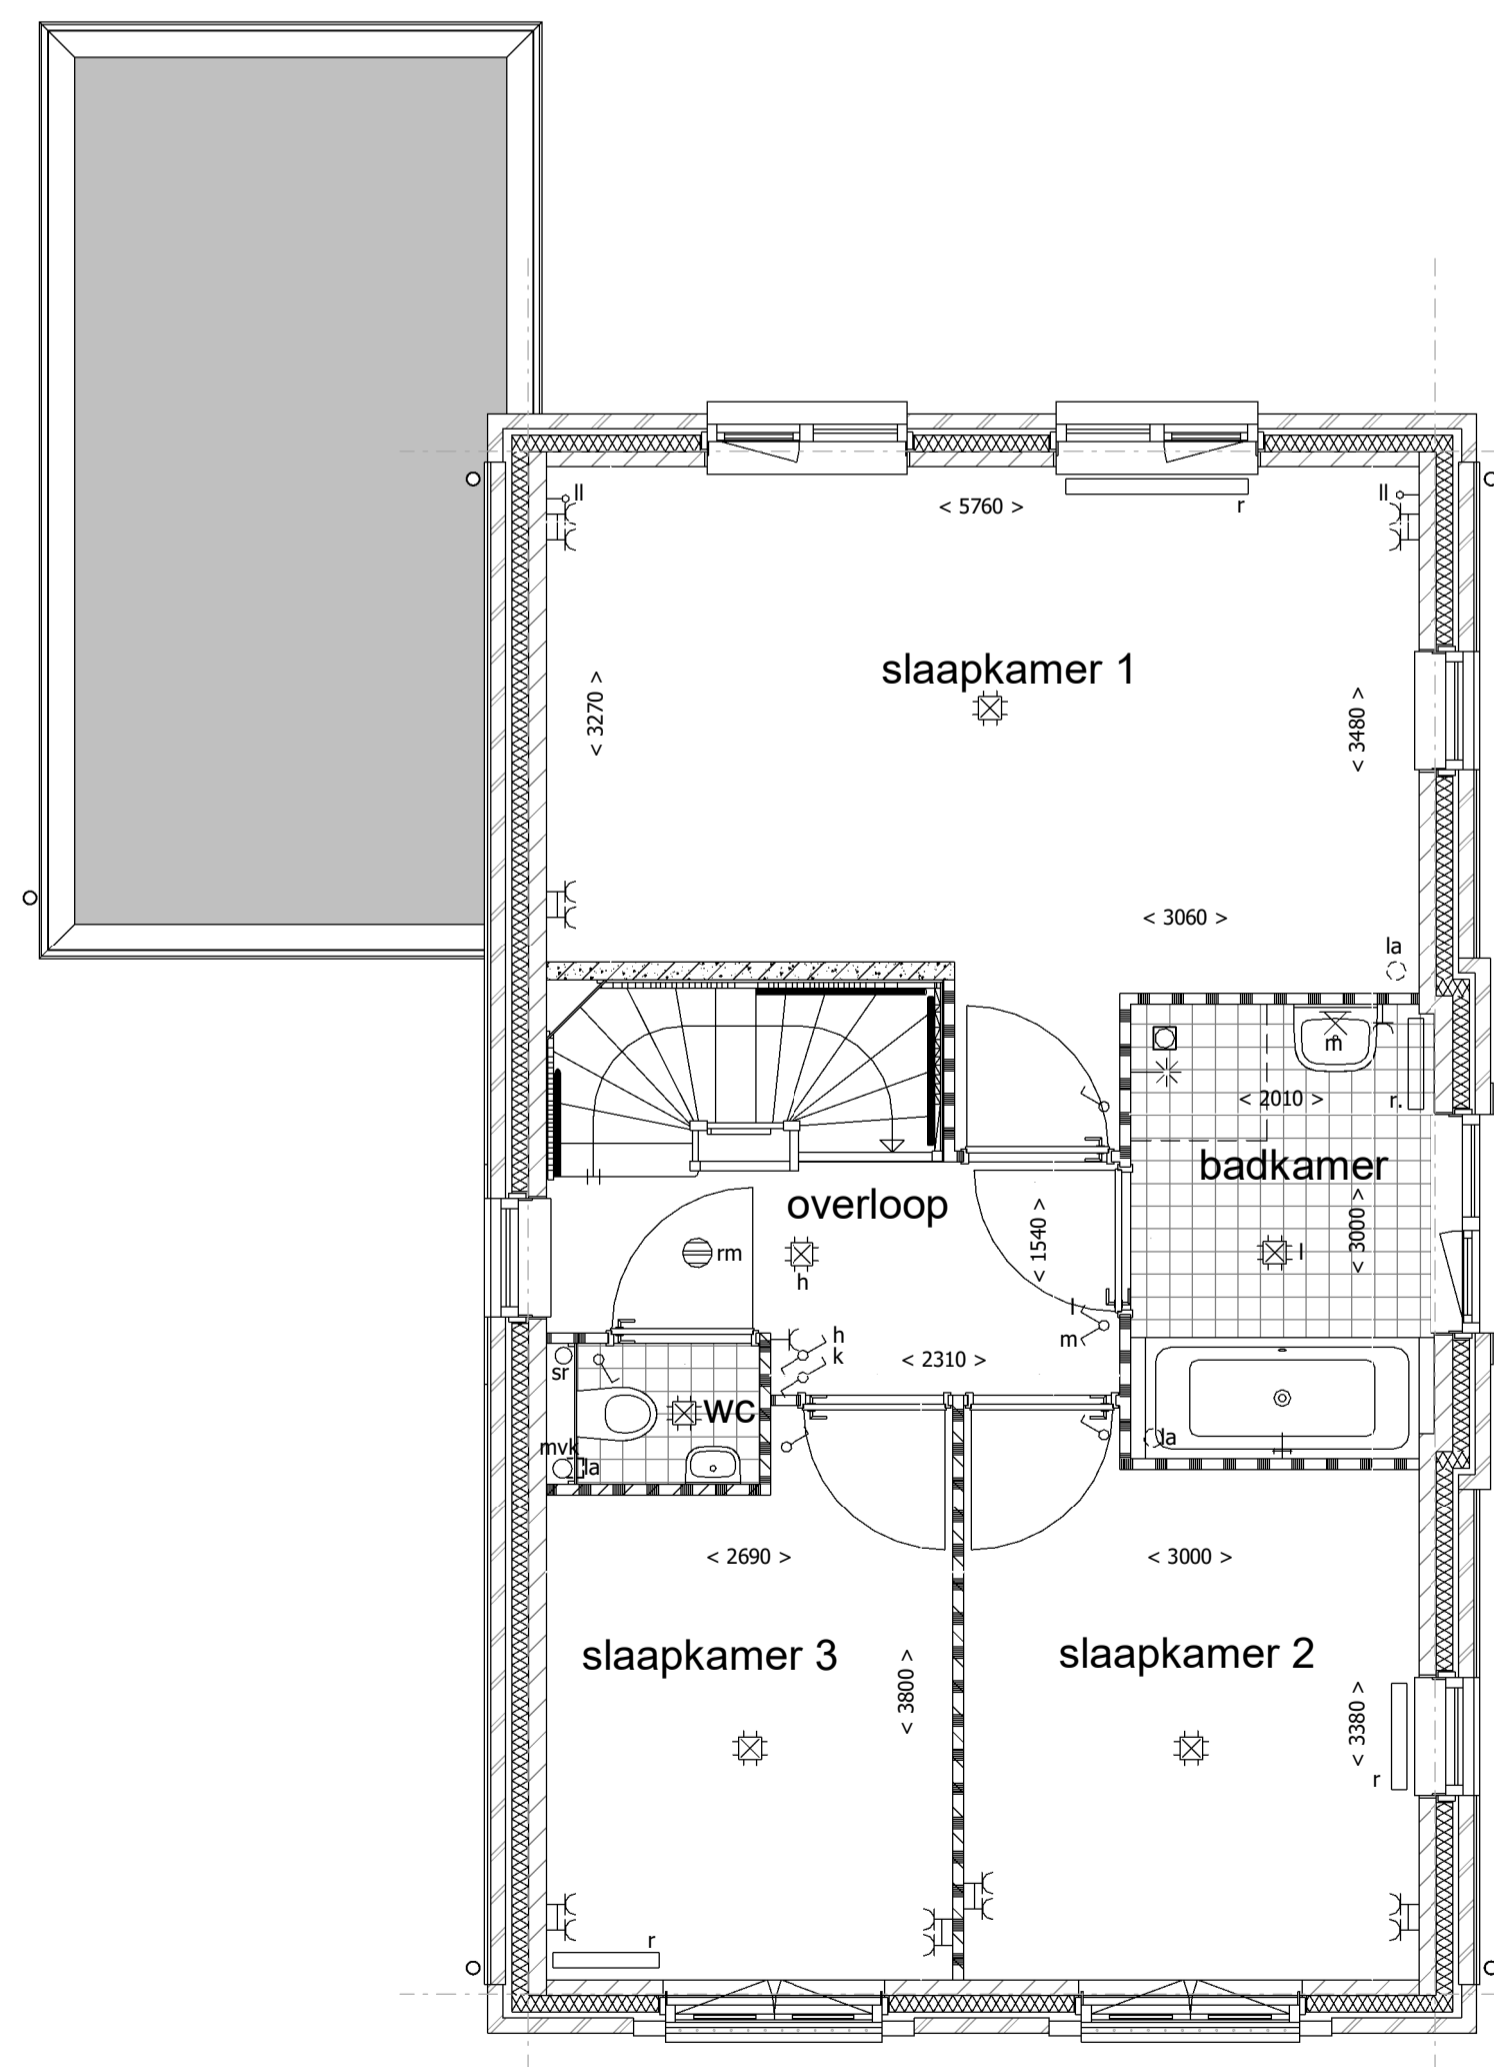 ll
< 5760 >
r
ll
slaapkamer 1
< 3270 >
< 3480 >
< 3060 >
la
m
< 2010 >
r.
badkamer
overloop
< 1540 >
< 3000 >
rm
h
l
l
m
h
k
< 2310 >
sr
wc
mvk
la
la
< 2690 >
< 3000 >
slaapkamer 3
slaapkamer 2
< 3800 >
< 3380 >
r
r